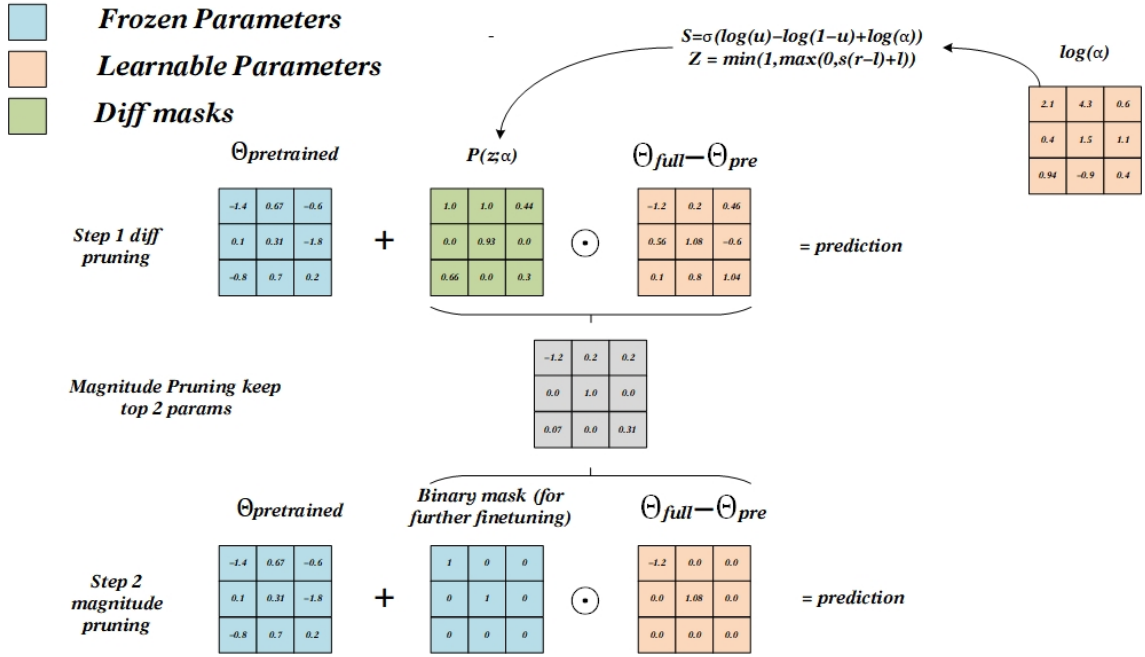 Frozen Parameters
Learnable Parameters
Diff masks
S=σ(log(u)−log(1−u)+log(α))
Z = min(1,max(0,s(r−l)+l))
log(α)
2.1 4.3 0.6
0.4 1.5 1.1
0.94 −0.9 0.4
Θpretrained
P(z;α)
Θfull−Θpre
Step 1 diff
pruning
−1.4 0.67 −0.6
0.1 0.31 −1.8
−0.8 0.7 0.2
+
1.0 1.0 0.44
0.0 0.93 0.0
0.66 0.0 0.3
⊙
−1.2 0.2 0.46
0.56 1.08 −0.6
0.1 0.8 1.04
= prediction
Magnitude Pruning keep
top 2 params
−1.2 0.2 0.2
0.0 1.0 0.0
0.07 0.0 0.31
Θpretrained
Binary mask (for
further finetuning)
Θfull−Θpre
Step 2
magnitude
pruning
−1.4 0.67 −0.6
0.1 0.31 −1.8
−0.8 0.7 0.2
+
1 0 0
0 1 0
0 0 0
⊙
−1.2 0.0 0.0
0.0 1.08 0.0
0.0 0.0 0.0
= prediction